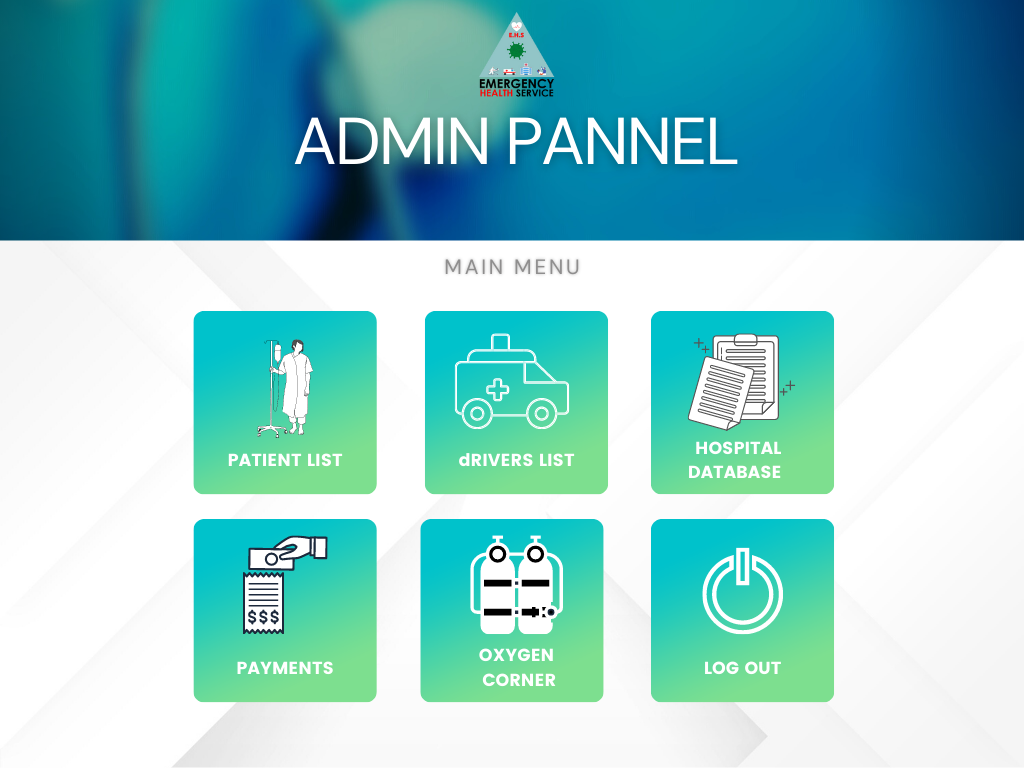 E.H.S
EMERGENCY
HEALTH SERVICE
ADMIN PANNEL
MAIN MENU
PATIENT LIST
dRIVERS LIST
HOSPITAL
DATABASE
$$$
PAYMENTS
OXYGEN
CORNER
LOG OUT